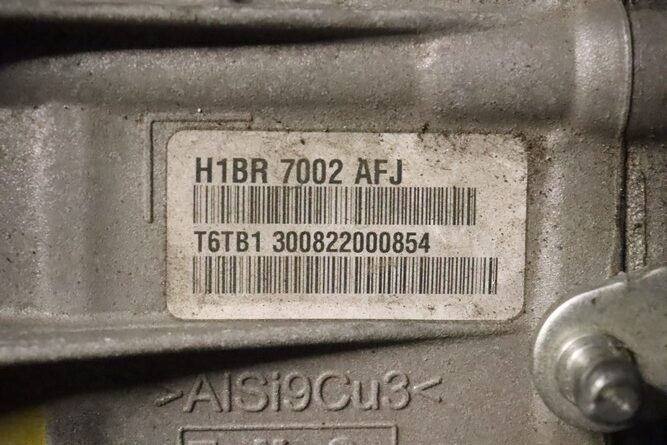 H1BR 7002 AFJ
T6TB1 300822000854
>AlSi9Cu3<